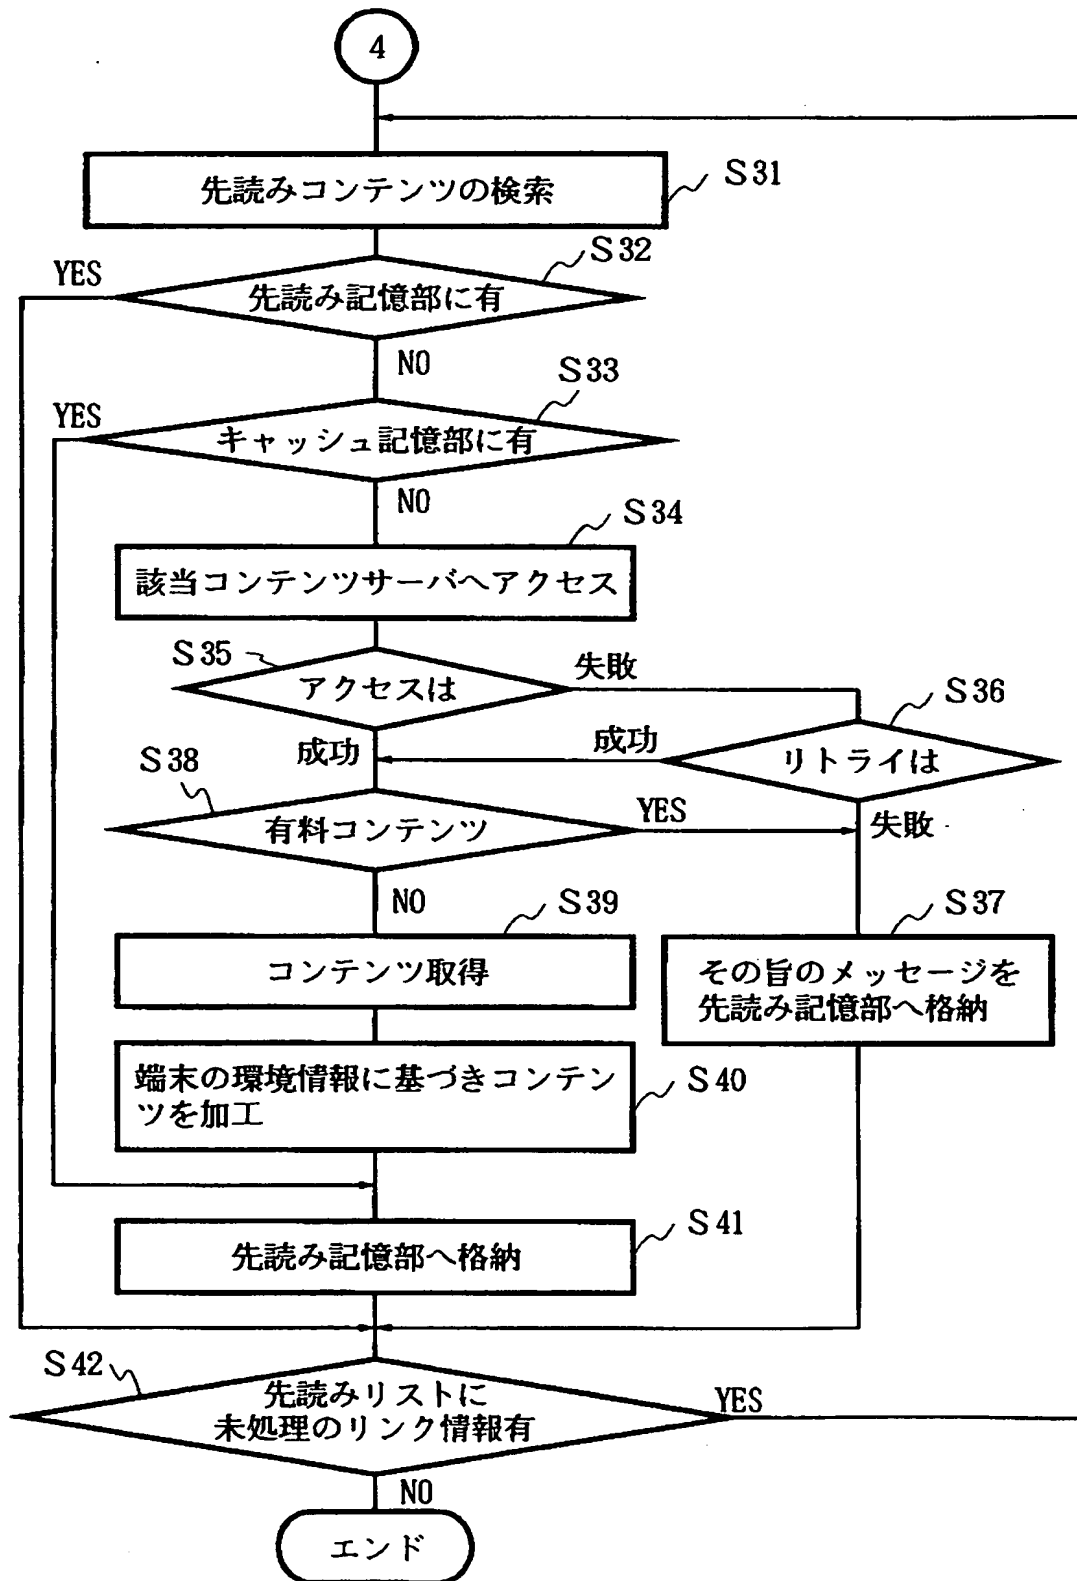 4
先読みコンテンツの検索
S31
S32
YES
先読み記憶部に有
NO
S33
YES
キャッシュ記憶部に有
NO
S34
該当コンテンツサーバへアクセス
S35
アクセスは
失敗
S36
成功
成功
リトライは
S38
有料コンテンツ
YES
失敗
NO
S39
S37
コンテンツ取得
その旨のメッセージを
先読み記憶部へ格納
端末の環境情報に基づきコンテン
ツを加工
S40
S41
先読み記憶部へ格納
S42
先読みリストに
未処理のリンク情報有
YES
NO
エンド